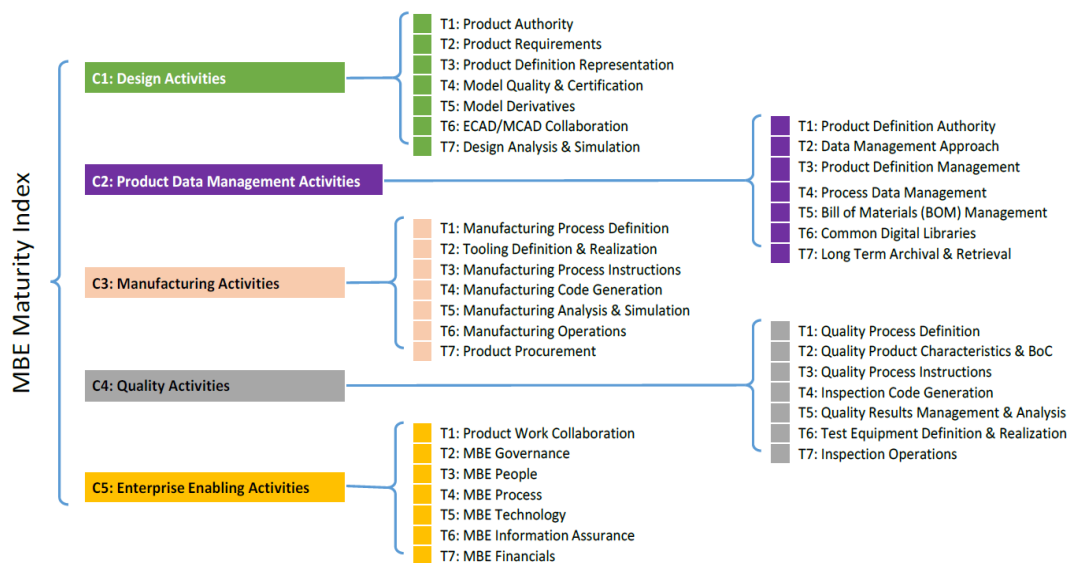 MBE Maturity Index
C1: Design Activities
T1: Product Authority
T2: Product Requirements
T3: Product Definition Representation
T4: Model Quality & Certification
T5: Model Derivatives
T6: ECAD/MCAD Collaboration
T7: Design Analysis & Simulation
C2: Product Data Management Activities
T1: Product Definition Authority
T2: Data Management Approach
T3: Product Definition Management
T4: Process Data Management
T5: Bill of Materials (BOM) Management
T6: Common Digital Libraries
T7: Long Term Archival & Retrieval
C3: Manufacturing Activities
T1: Manufacturing Process Definition
T2: Tooling Definition & Realization
T3: Manufacturing Process Instructions
T4: Manufacturing Code Generation
T5: Manufacturing Analysis & Simulation
T6: Manufacturing Operations
T7: Product Procurement
C4: Quality Activities
T1: Quality Process Definition
T2: Quality Product Characteristics & BoC
T3: Quality Process Instructions
T4: Inspection Code Generation
T5: Quality Results Management & Analysis
T6: Test Equipment Definition & Realization
T7: Inspection Operations
C5: Enterprise Enabling Activities
T1: Product Work Collaboration
T2: MBE Governance
T3: MBE People
T4: MBE Process
T5: MBE Technology
T6: MBE Information Assurance
T7: MBE Financials